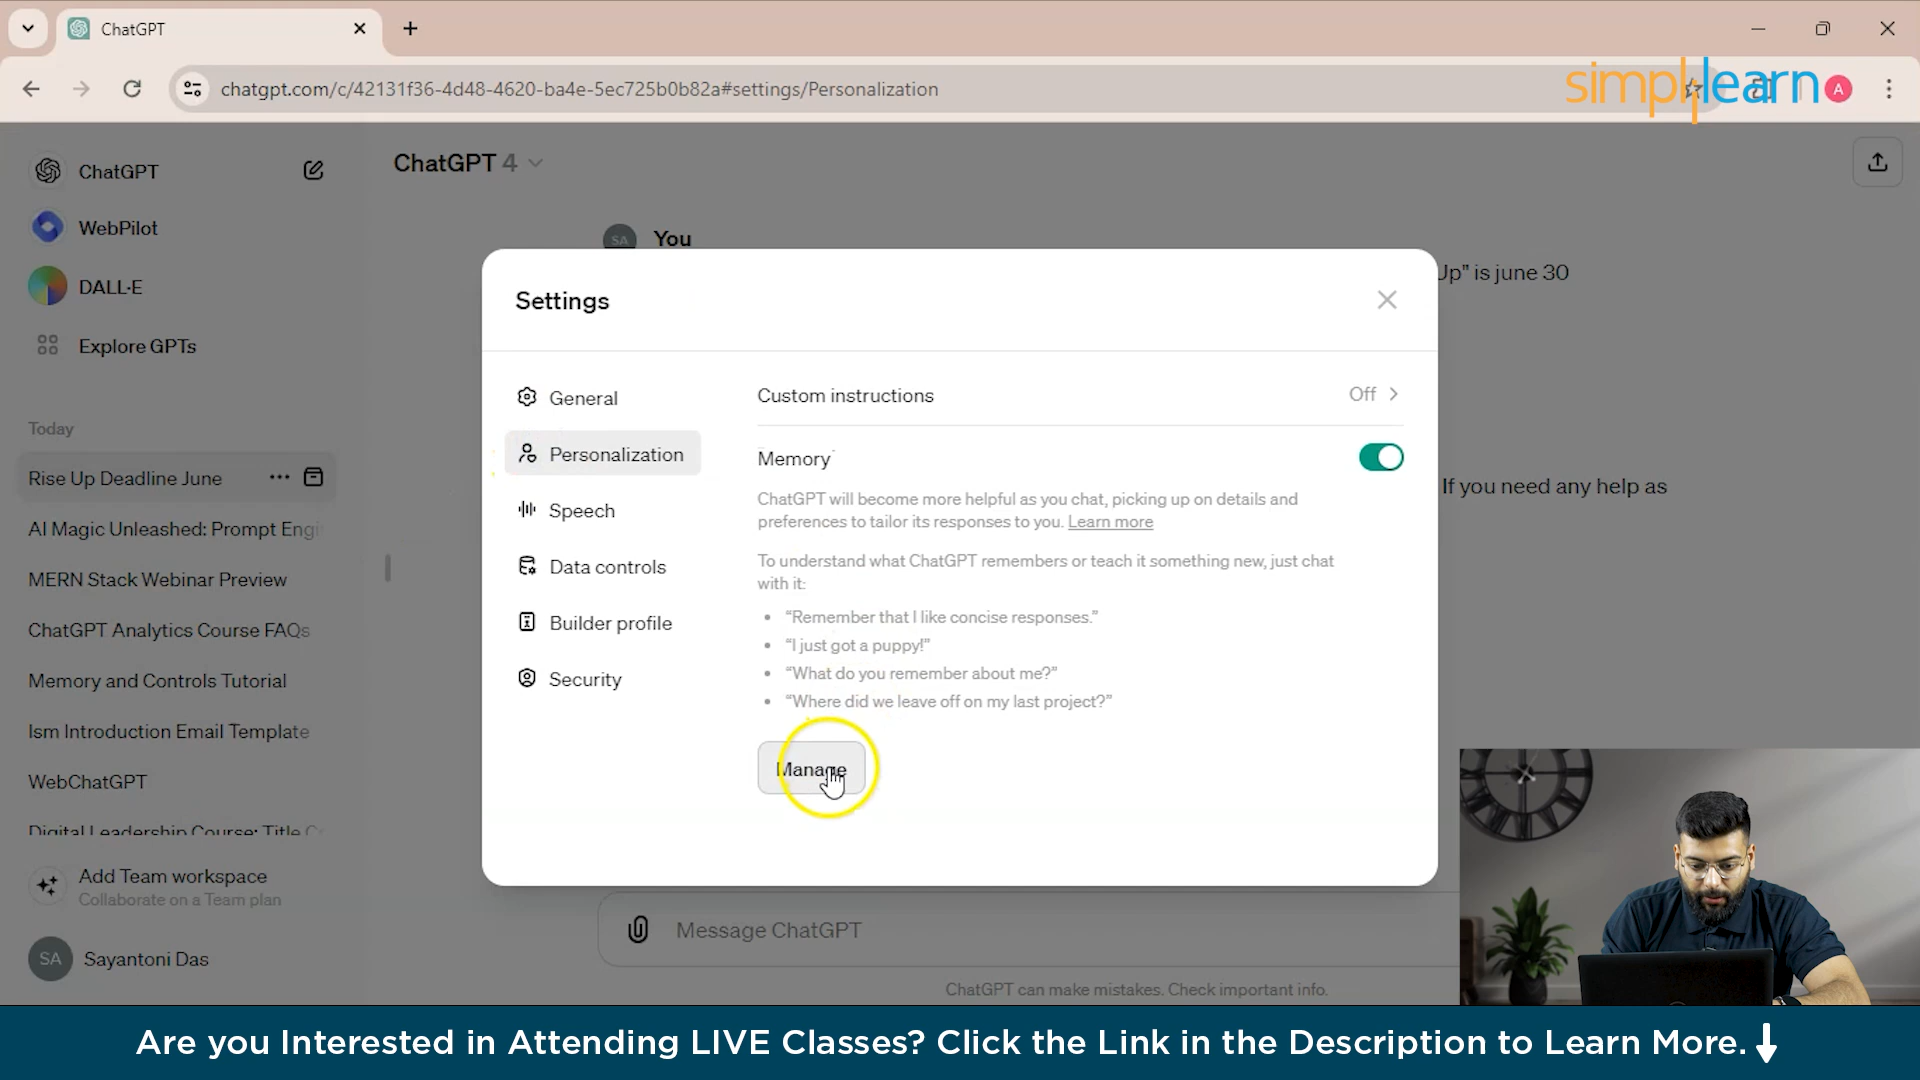 ChatGPT
chatgpt.com/c/42131f36-4d48-4620-ba4e-5ec725b0b82a#settings/Personalization
simplilearn
A
ChatGPT
ChatGPT 4
WebPilot
SA You
DALL·E
Up" is june 30
Settings
Explore GPTs
General
Custom instructions
Off
Today
Personalization
Memory
Rise Up Deadline June
ChatGPT will become more helpful as you chat, picking up on details and
preferences to tailor its responses to you. Learn more
If you need any help as
Speech
AI Magic Unleashed: Prompt Engi
To understand what ChatGPT remembers or teach it something new, just chat
with it:
Data controls
MERN Stack Webinar Preview
• "Remember that I like concise responses."
Builder profile
ChatGPT Analytics Course FAQs
• "I just got a puppy!"
• "What do you remember about me?"
Security
Memory and Controls Tutorial
• "Where did we leave off on my last project?"
Ism Introduction Email Template
Manage
WebChatGPT
Digital Leadership Course: Title C
Add Team workspace
Collaborate on a Team plan
Message ChatGPT
SA Sayantoni Das
ChatGPT can make mistakes. Check important info.
Are you Interested in Attending LIVE Classes? Click the Link in the Description to Learn More.